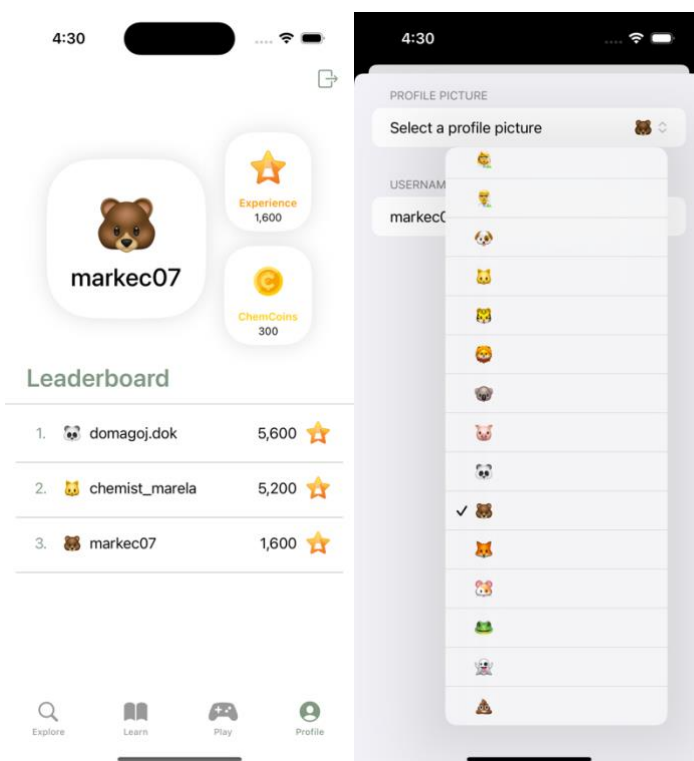 4:30
Experience
1,600
markec07
ChemCoins
300
Leaderboard
1. domagoj.dok 5,600
2. chemist_marela 5,200
3. markec07 1,600
Explore Learn Play Profile
4:30
PROFILE PICTURE
Select a profile picture
USERNAM
markec0